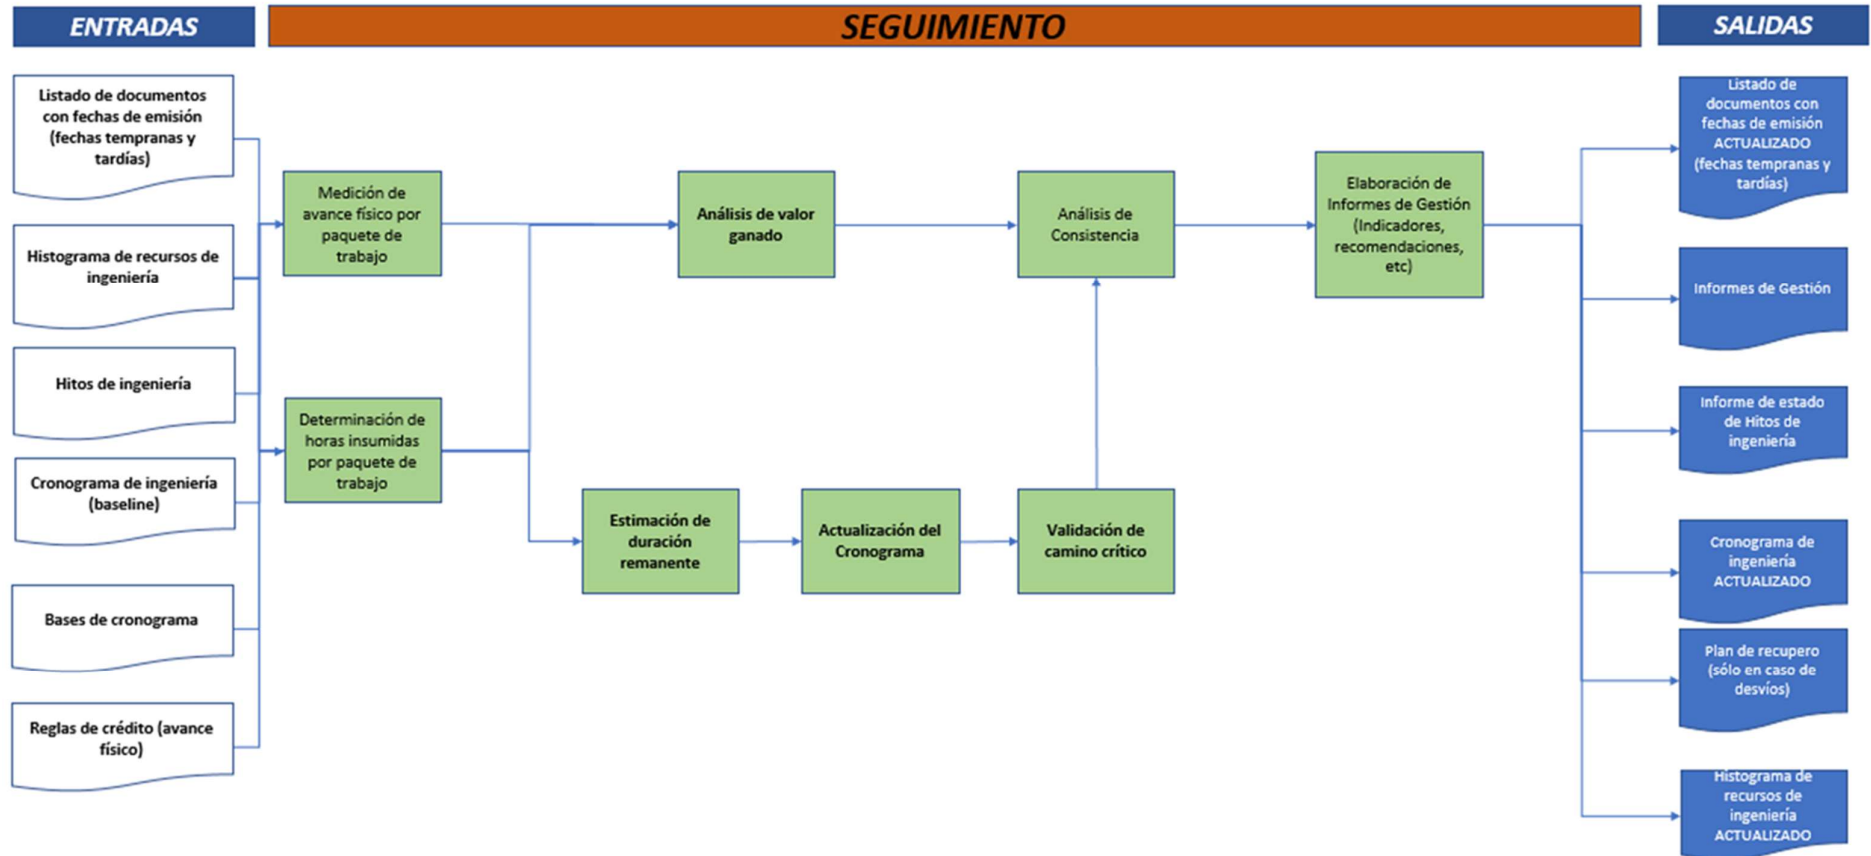 ENTRADAS
SEGUIMIENTO
SALIDAS
Listado de documentos
con fechas de emisión
(fechas tempranas y
tardías)
Histograma de recursos de
ingeniería
Hitos de ingeniería
Cronograma de ingeniería
(baseline)
Bases de cronograma
Reglas de crédito (avance
físico)
Medición de
avance físico por
paquete de
trabajo
Determinación de
horas insumidas
por paquete de
trabajo
Análisis de valor
ganado
Estimación de
duración
remanente
Actualización del
Cronograma
Validación de
camino crítico
Análisis de
Consistencia
Elaboración de
Informes de Gestión
(Indicadores,
recomendaciones,
etc)
Listado de
documentos con
fechas de emisión
ACTUALIZADO
(fechas tempranas y
tardías)
Informes de Gestión
Informe de estado
de Hitos de
ingeniería
Cronograma de
ingeniería
ACTUALIZADO
Plan de recupero
(sólo en caso de
desvíos)
Histograma de
recursos de
ingeniería
ACTUALIZADO